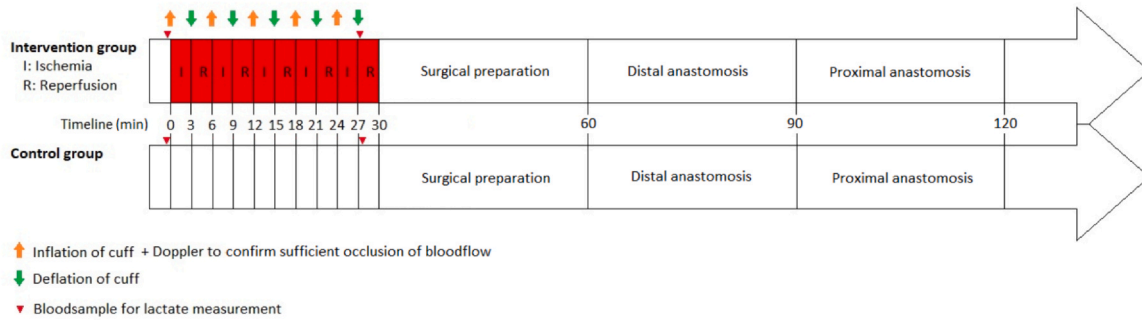 Intervention group
I: Ischemia
R: Reperfusion
I R I R I R I R I R
Surgical preparation
Distal anastomosis
Proximal anastomosis
Timeline (min) 0 3 6 9 12 15 18 21 24 27 30 60 90 120
Control group
Surgical preparation
Distal anastomosis
Proximal anastomosis
Inflation of cuff + Doppler to confirm sufficient occlusion of bloodflow
Deflation of cuff
Bloodsample for lactate measurement